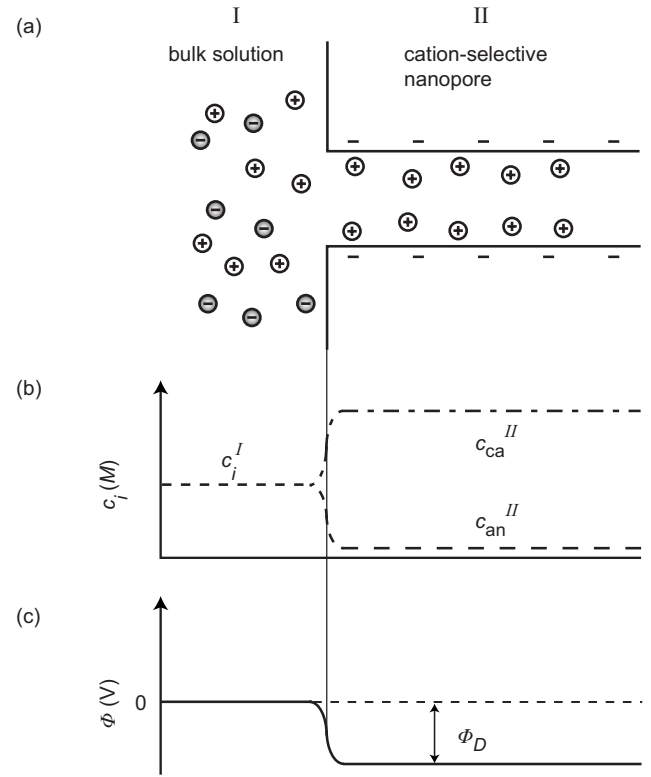 I II
(a)
bulk solution cation-selective
nanopore
(b)
c_i (M)
c_i^I
c_ca^II
c_an^II
(c)
Φ (V)
0
Φ_D